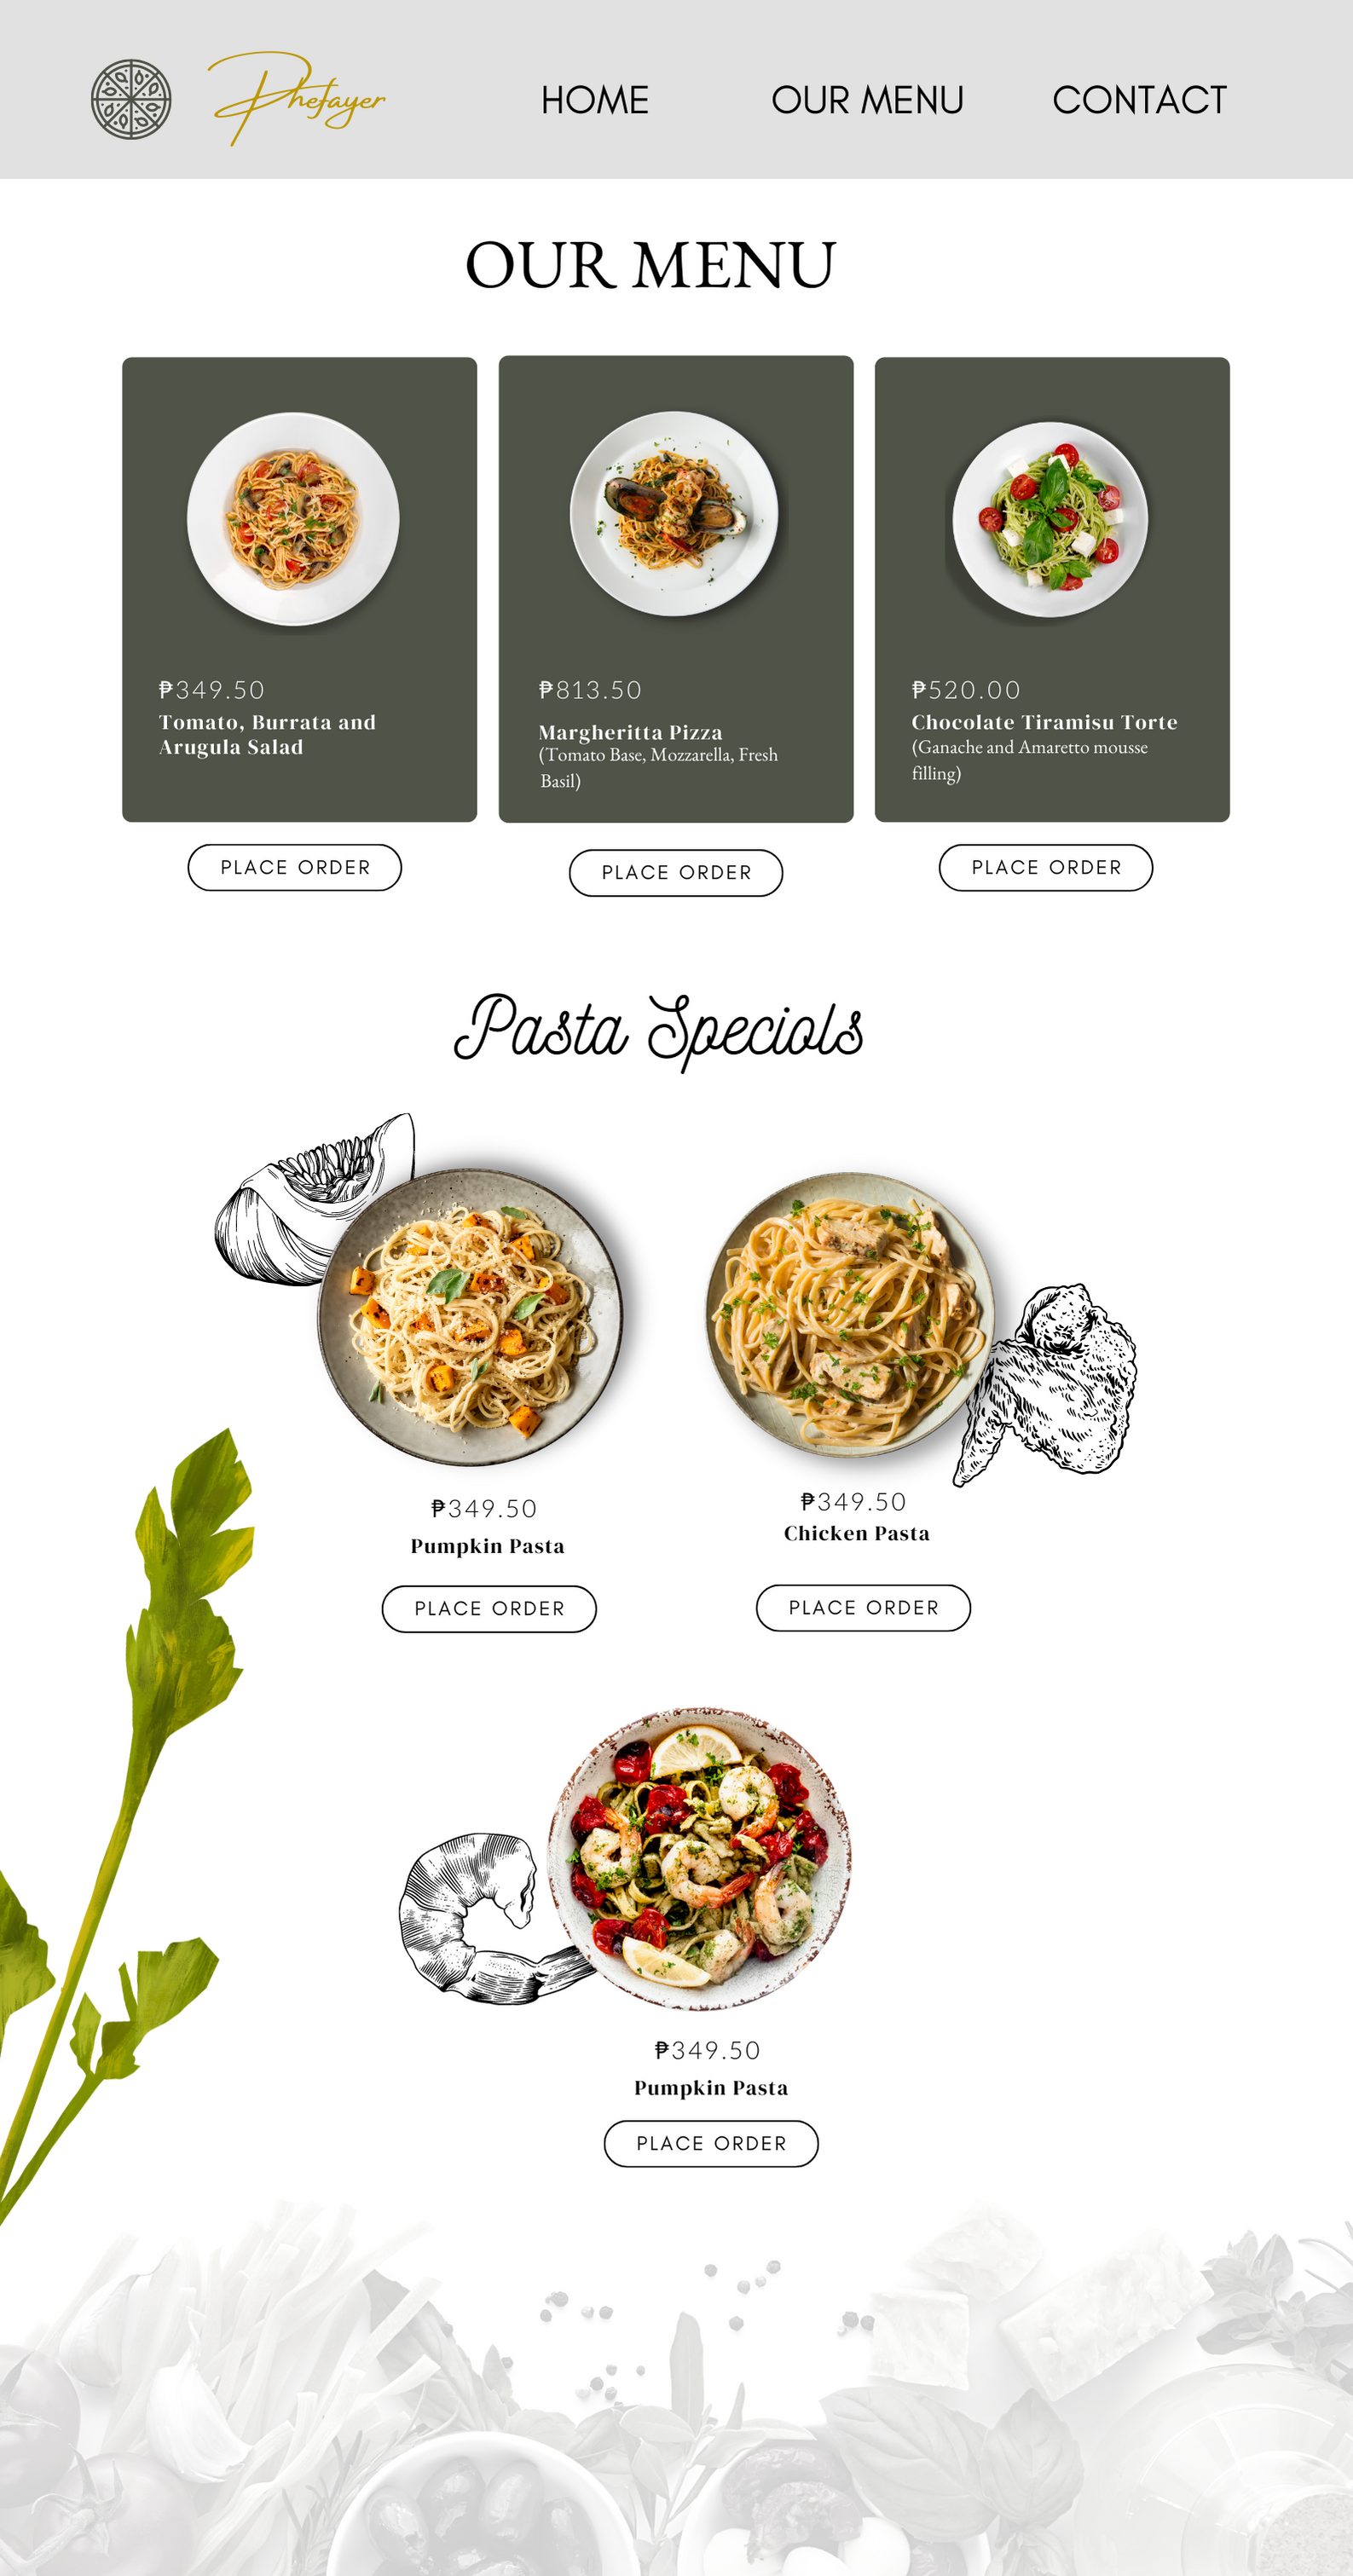 Phefayer
HOME
OUR MENU
CONTACT
OUR MENU
₱349.50
Tomato, Burrata and
Arugula Salad
PLACE ORDER
₱813.50
Margheritta Pizza
(Tomato Base, Mozzarella, Fresh
Basil)
PLACE ORDER
₱520.00
Chocolate Tiramisu Torte
(Ganache and Amaretto mousse
filling)
PLACE ORDER
Pasta Speciols
₱349.50
Pumpkin Pasta
PLACE ORDER
₱349.50
Chicken Pasta
PLACE ORDER
₱349.50
Pumpkin Pasta
PLACE ORDER